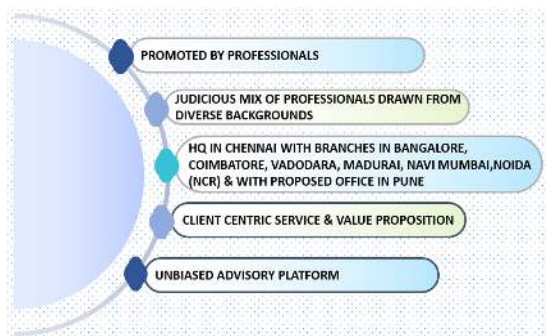 PROMOTED BY PROFESSIONALS
JUDICIOUS MIX OF PROFESSIONALS DRAWN FROM
DIVERSE BACKGROUNDS
HQ IN CHENNAI WITH BRANCHES IN BANGALORE,
COIMBATORE, VADODARA, MADURAI, NAVI MUMBAI,NOIDA
(NCR) & WITH PROPOSED OFFICE IN PUNE
CLIENT CENTRIC SERVICE & VALUE PROPOSITION
UNBIASED ADVISORY PLATFORM